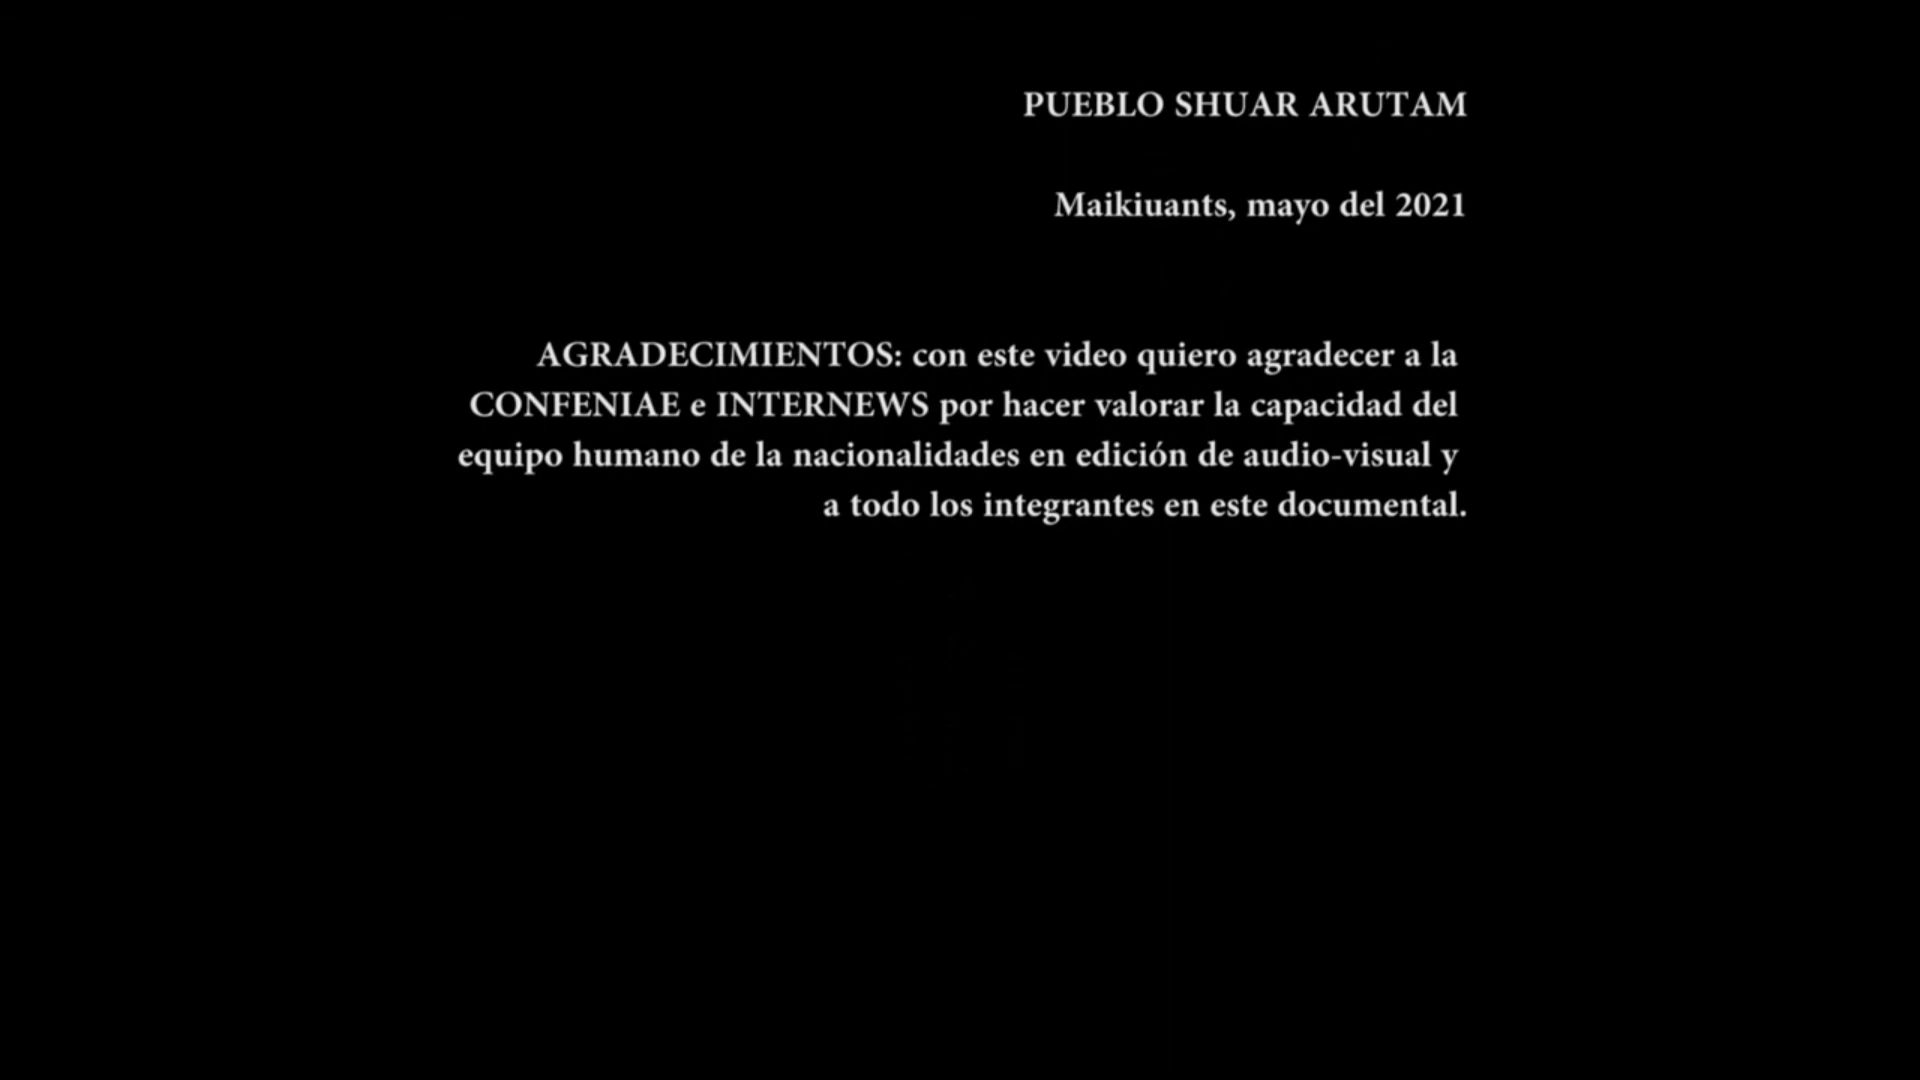 PUEBLO SHUAR ARUTAM
Maikiuants, mayo del 2021
AGRADECIMIENTOS: con este video quiero agradecer a la
CONFENIAE e INTERNEWS por hacer valorar la capacidad del
equipo humano de la nacionalidades en edición de audio-visual y
a todo los integrantes en este documental.